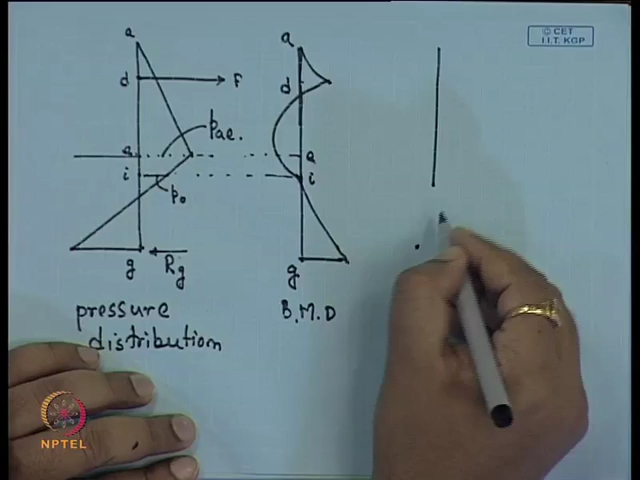 © CET
I.I.T. KGP
a
a
d
F
d
Pae.
a
a
i
i
p₀
g
Rg
g
pressure
distribution
B.M.D
NPTEL